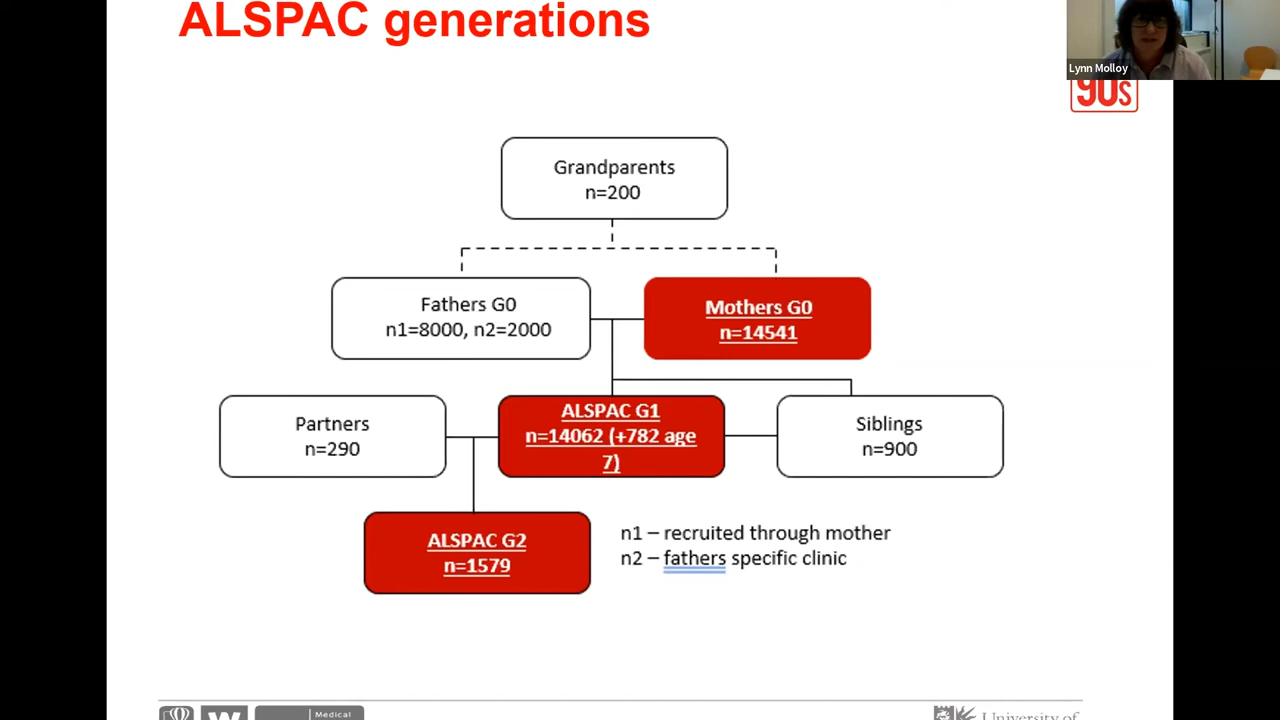 ALSPAC generations
Lynn Molloy
90s
Grandparents
n=200
Fathers G0
n1=8000, n2=2000
Mothers G0
n=14541
Partners
n=290
ALSPAC G1
n=14062 (+782 age
7)
Siblings
n=900
ALSPAC G2
n=1579
n1 – recruited through mother
n2 – fathers specific clinic
Medical
University of